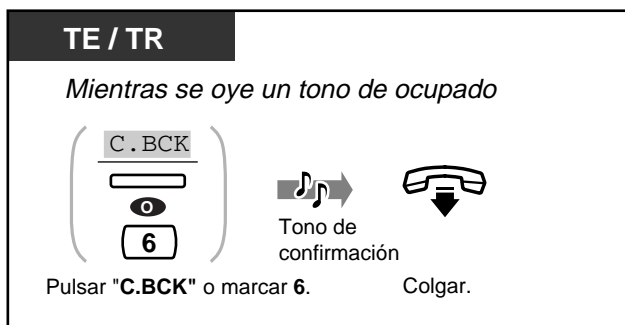 TE / TR
Mientras se oye un tono de ocupado
C.BCK
O
6
Tono de
confirmación
Pulsar "C.BCK" o marcar 6.
Colgar.